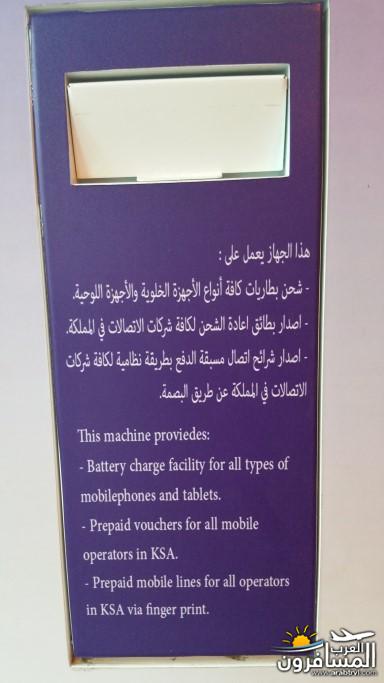 هذا الجهاز يعمل على :
- شحن بطاريات كافة أنواع الأجهزة الخلوية والأجهزة اللوحية.
- اصدار بطائق اعادة الشحن لكافة شركات الاتصالات في المملكة.
- اصدار شرائح اتصال مسبقة الدفع بطريقة نظامية لكافة شركات
الاتصالات في المملكة عن طريق البصمة.
This machine proviedes:
- Battery charge facility for all types of
mobilephones and tablets.
- Prepaid vouchers for all mobile
operators in KSA.
- Prepaid mobile lines for all operators
in KSA via finger print.
العرب
المسافرون
www.arabtrvl.com